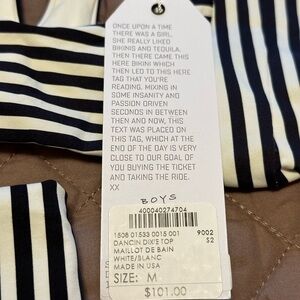 ONCE UPON A TIME
THERE WAS A GIRL,
SHE REALLY LIKED
BIKINIS AND TEQUILA.
THEN THERE CAME THIS
HERE BIKINI WHICH
THEN LED TO THIS HERE
TAG THAT YOU'RE
READING. MIXING IN
SOME INSANITY AND
PASSION DRIVEN
SECONDS IN BETWEEN
THEN AND NOW, THIS
TEXT WAS PLACED ON
THIS TAG, WHICH AT THE
END OF THE DAY IS VERY
CLOSE TO OUR GOAL OF
YOU BUYING THE TICKET
AND TAKING THE RIDE.
XX
BOYS
400040274704
1508 01533 0015 001 9002
DANCIN DIXIE TOP S2
MAILLOT DE BAIN
WHITE/BLANC
MADE IN USA
SIZE: M
$101.00